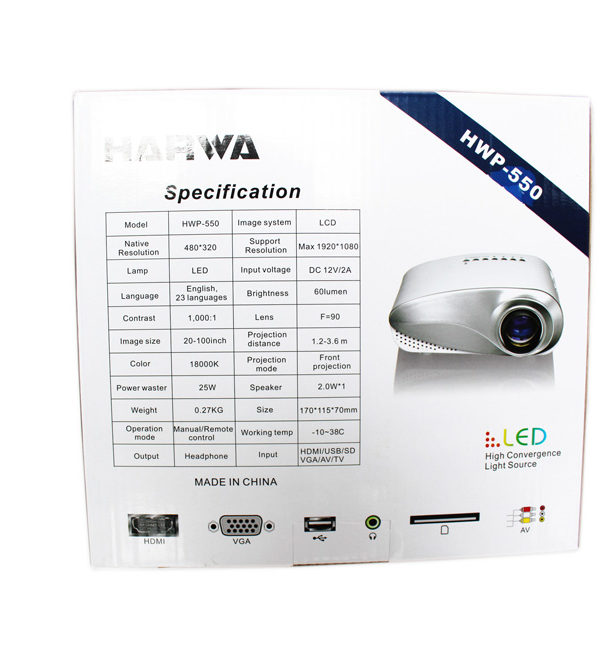 HARWA
HWP-550
Specification
Model HWP-550 Image system LCD
Native Resolution 480*320 Support Resolution Max 1920*1080
Lamp LED Input voltage DC 12V/2A
Language English, 23 languages Brightness 60lumen
Contrast 1,000:1 Lens F=90
Image size 20-100inch Projection distance 1.2-3.6 m
Color 18000K Projection mode Front projection
Power waster 25W Speaker 2.0W*1
Weight 0.27KG Size 170*115*70mm
Operation mode Manual/Remote control Working temp -10~38C
Output Headphone Input HDMI/USB/SD VGA/AV/TV
MADE IN CHINA
LED
High Convergence
Light Source
HDMI
VGA
AV